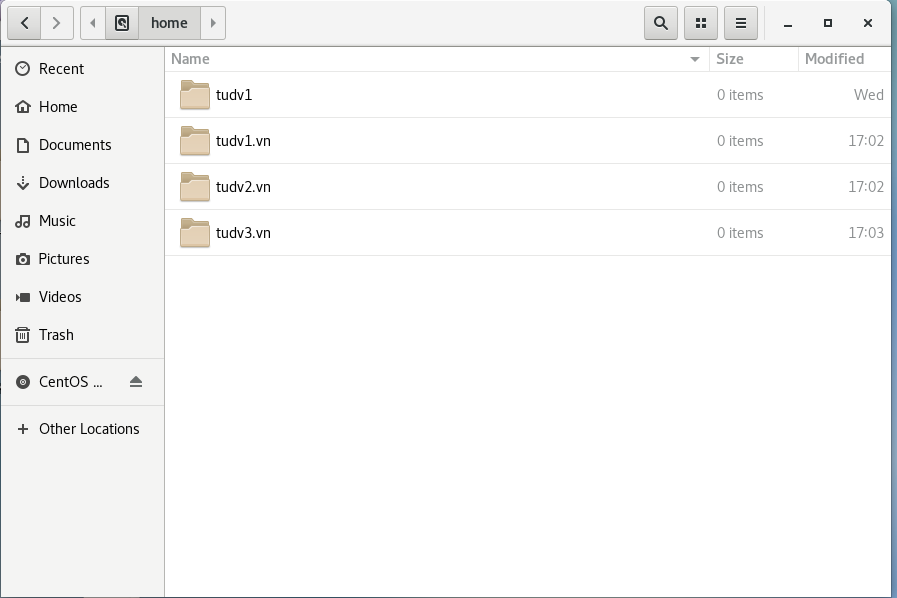 home
Name Size Modified
Recent
Home
Documents
Downloads
Music
Pictures
Videos
Trash
CentOS ...
Other Locations
tudv1 0 items Wed
tudv1.vn 0 items 17:02
tudv2.vn 0 items 17:02
tudv3.vn 0 items 17:03